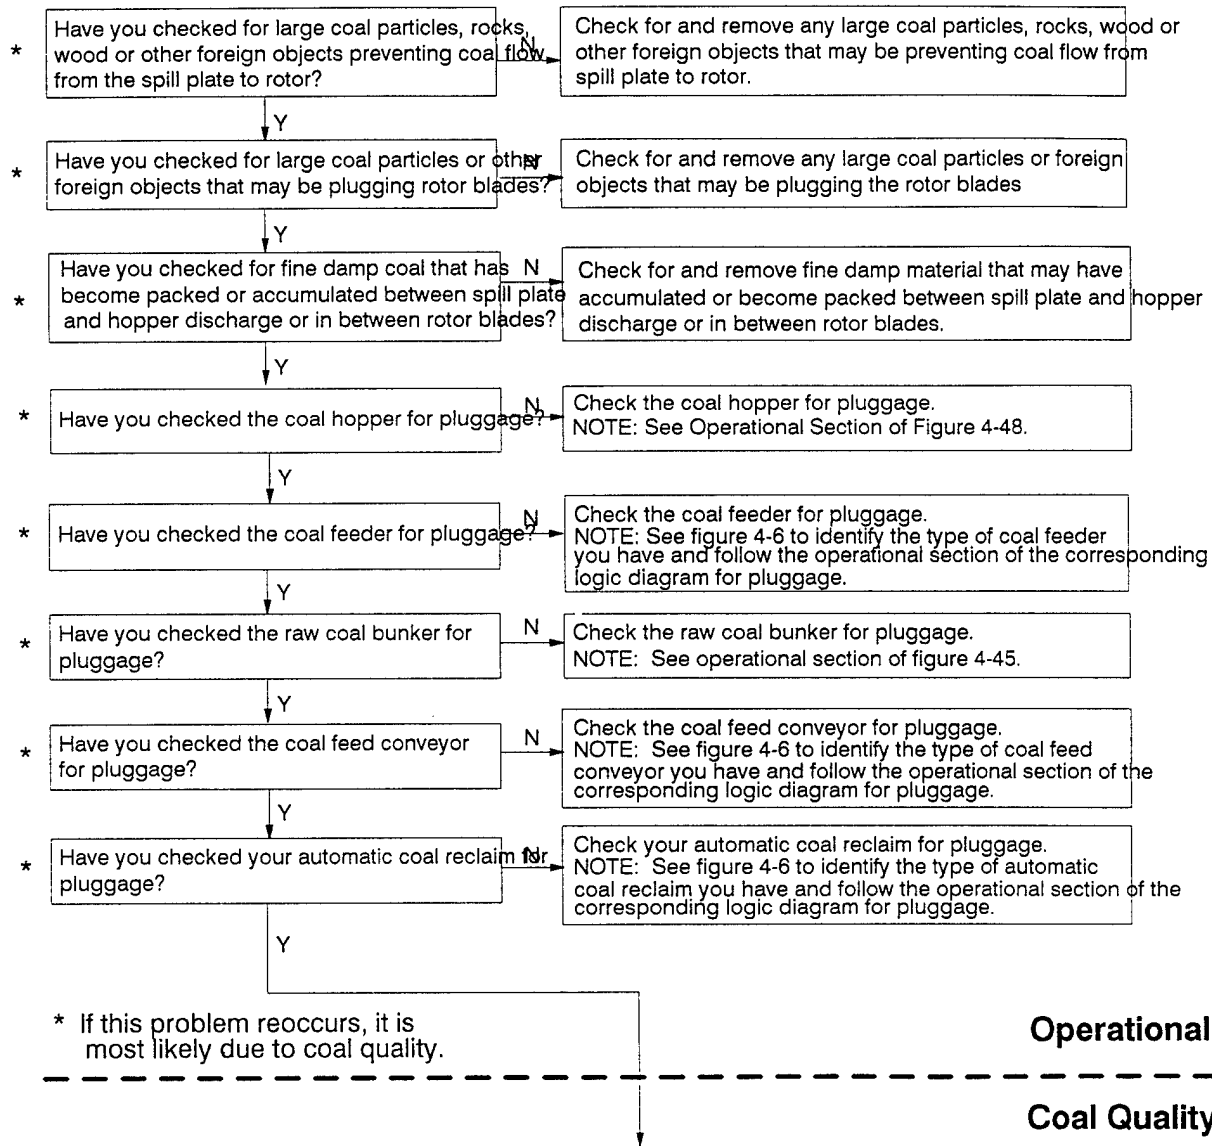 * Have you checked for large coal particles, rocks,
wood or other foreign objects preventing coal flow
from the spill plate to rotor?
N
Check for and remove any large coal particles, rocks, wood or
other foreign objects that may be preventing coal flow from
spill plate to rotor.
Y
* Have you checked for large coal particles or other
foreign objects that may be plugging rotor blades?
N
Check for and remove any large coal particles or foreign
objects that may be plugging the rotor blades
Y
* Have you checked for fine damp coal that has
become packed or accumulated between spill plate
and hopper discharge or in between rotor blades?
N
Check for and remove fine damp material that may have
accumulated or become packed between spill plate and hopper
discharge or in between rotor blades.
Y
* Have you checked the coal hopper for pluggage?
N
Check the coal hopper for pluggage.
NOTE: See Operational Section of Figure 4-48.
Y
* Have you checked the coal feeder for pluggage?
N
Check the coal feeder for pluggage.
NOTE: See figure 4-6 to identify the type of coal feeder
you have and follow the operational section of the corresponding
logic diagram for pluggage.
Y
* Have you checked the raw coal bunker for
pluggage?
N
Check the raw coal bunker for pluggage.
NOTE: See operational section of figure 4-45.
Y
* Have you checked the coal feed conveyor
for pluggage?
N
Check the coal feed conveyor for pluggage.
NOTE: See figure 4-6 to identify the type of coal feed
conveyor you have and follow the operational section of the
corresponding logic diagram for pluggage.
Y
* Have you checked your automatic coal reclaim for
pluggage?
N
Check your automatic coal reclaim for pluggage.
NOTE: See figure 4-6 to identify the type of automatic
coal reclaim you have and follow the operational section of the
corresponding logic diagram for pluggage.
Y
* If this problem reoccurs, it is
most likely due to coal quality.
Operational
Coal Quality